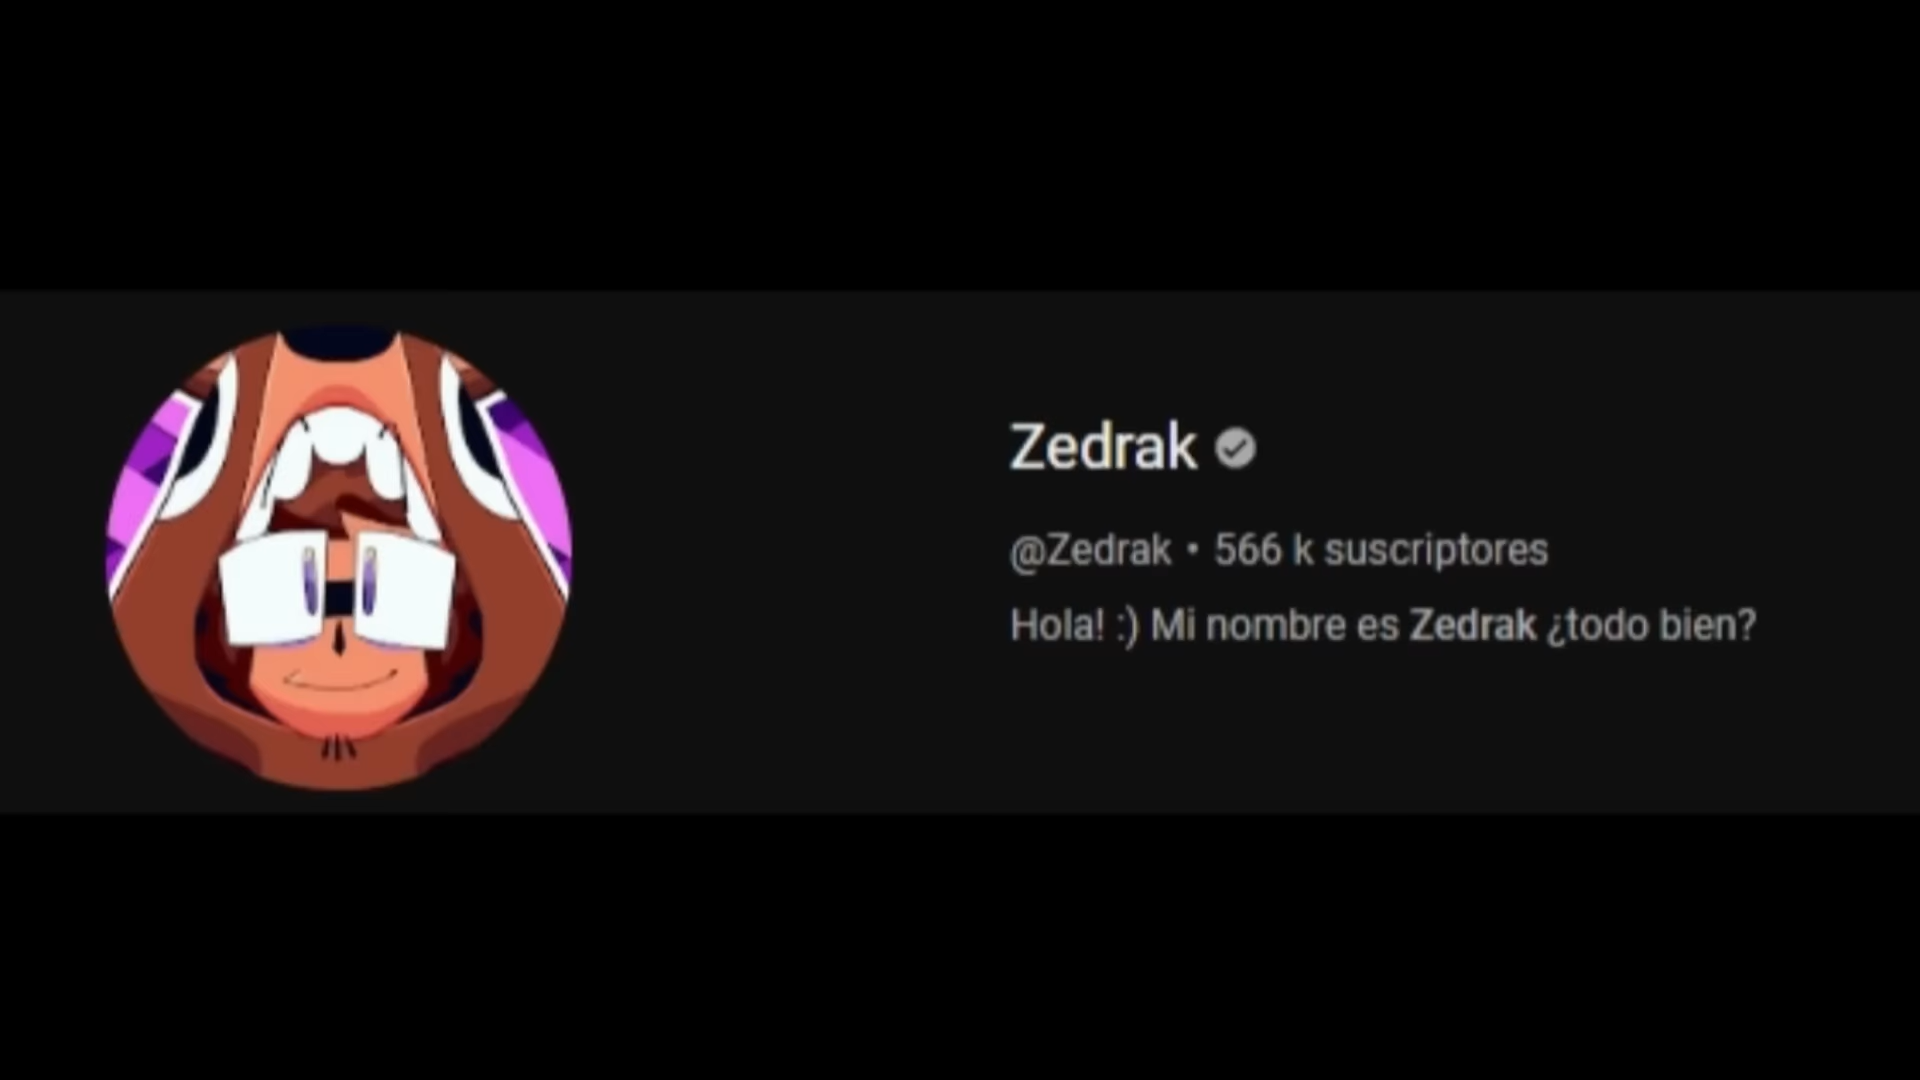 Zedrak
@Zedrak • 566 k suscriptores
Hola! :) Mi nombre es Zedrak ¿todo bien?